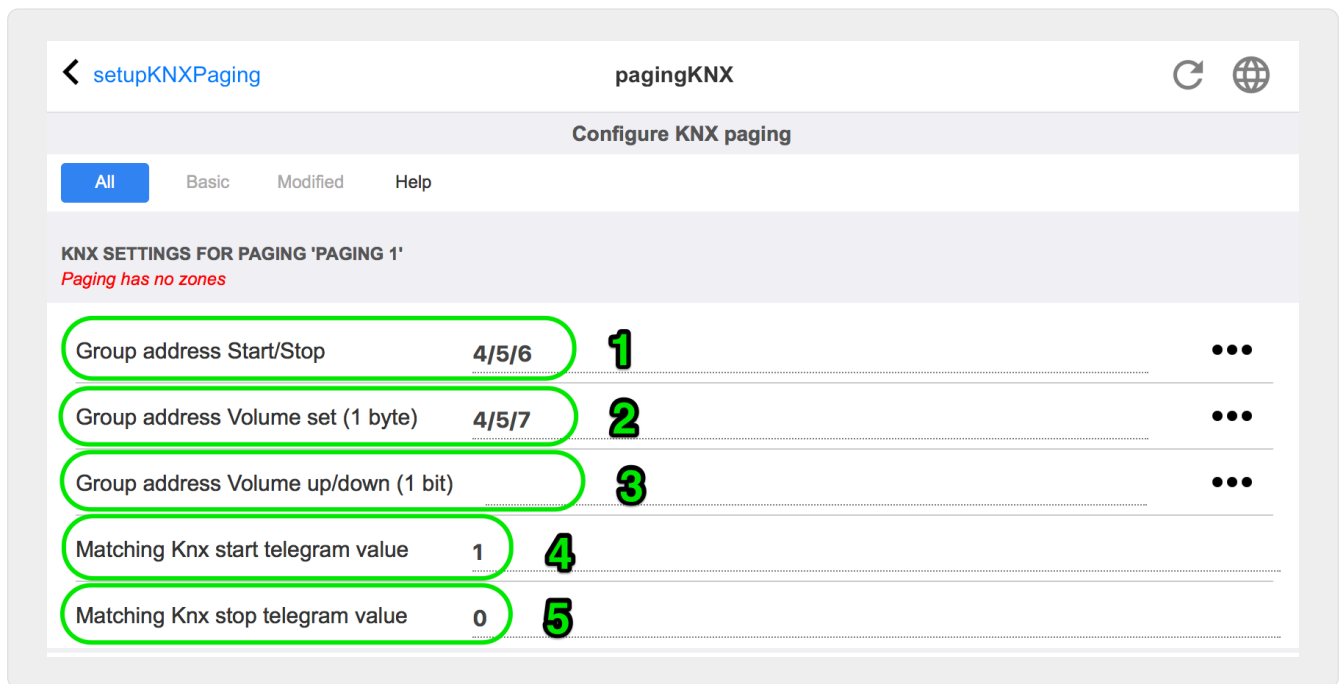 setupKNXPaging pagingKNX
Configure KNX paging
All Basic Modified Help
KNX SETTINGS FOR PAGING 'PAGING 1'
Paging has no zones
Group address Start/Stop 4/5/6 1
Group address Volume set (1 byte) 4/5/7 2
Group address Volume up/down (1 bit) 3
Matching Knx start telegram value 1 4
Matching Knx stop telegram value 0 5